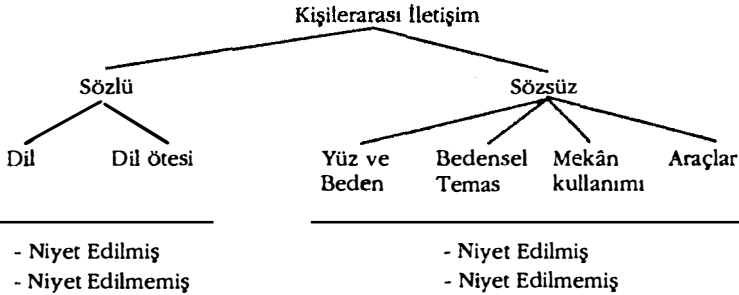 Kişilerarası İletişim
Sözlü Sözsüz
Dil Dil ötesi Yüz ve Bedensel Mekân Araçlar
Beden Temas kullanımı
- Niyet Edilmiş - Niyet Edilmiş
- Niyet Edilmemiş - Niyet Edilmemiş